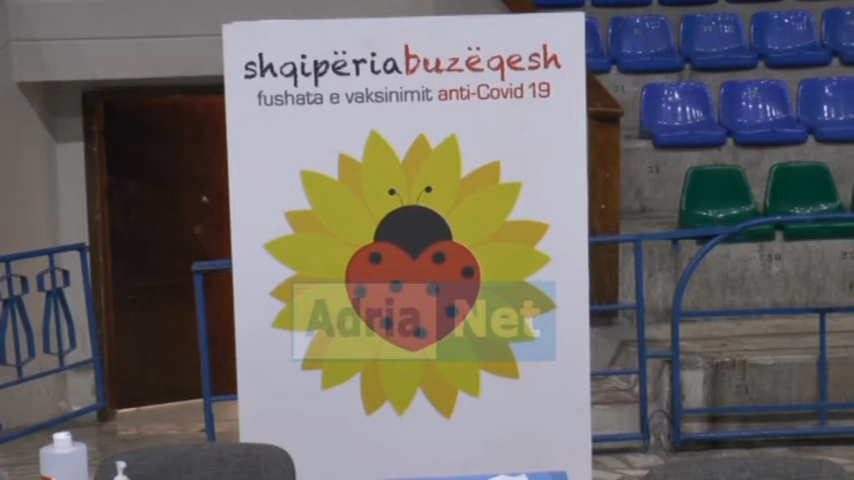 shqipëriabuzëqesh
fushata e vaksinimit anti-Covid 19
Adria Net